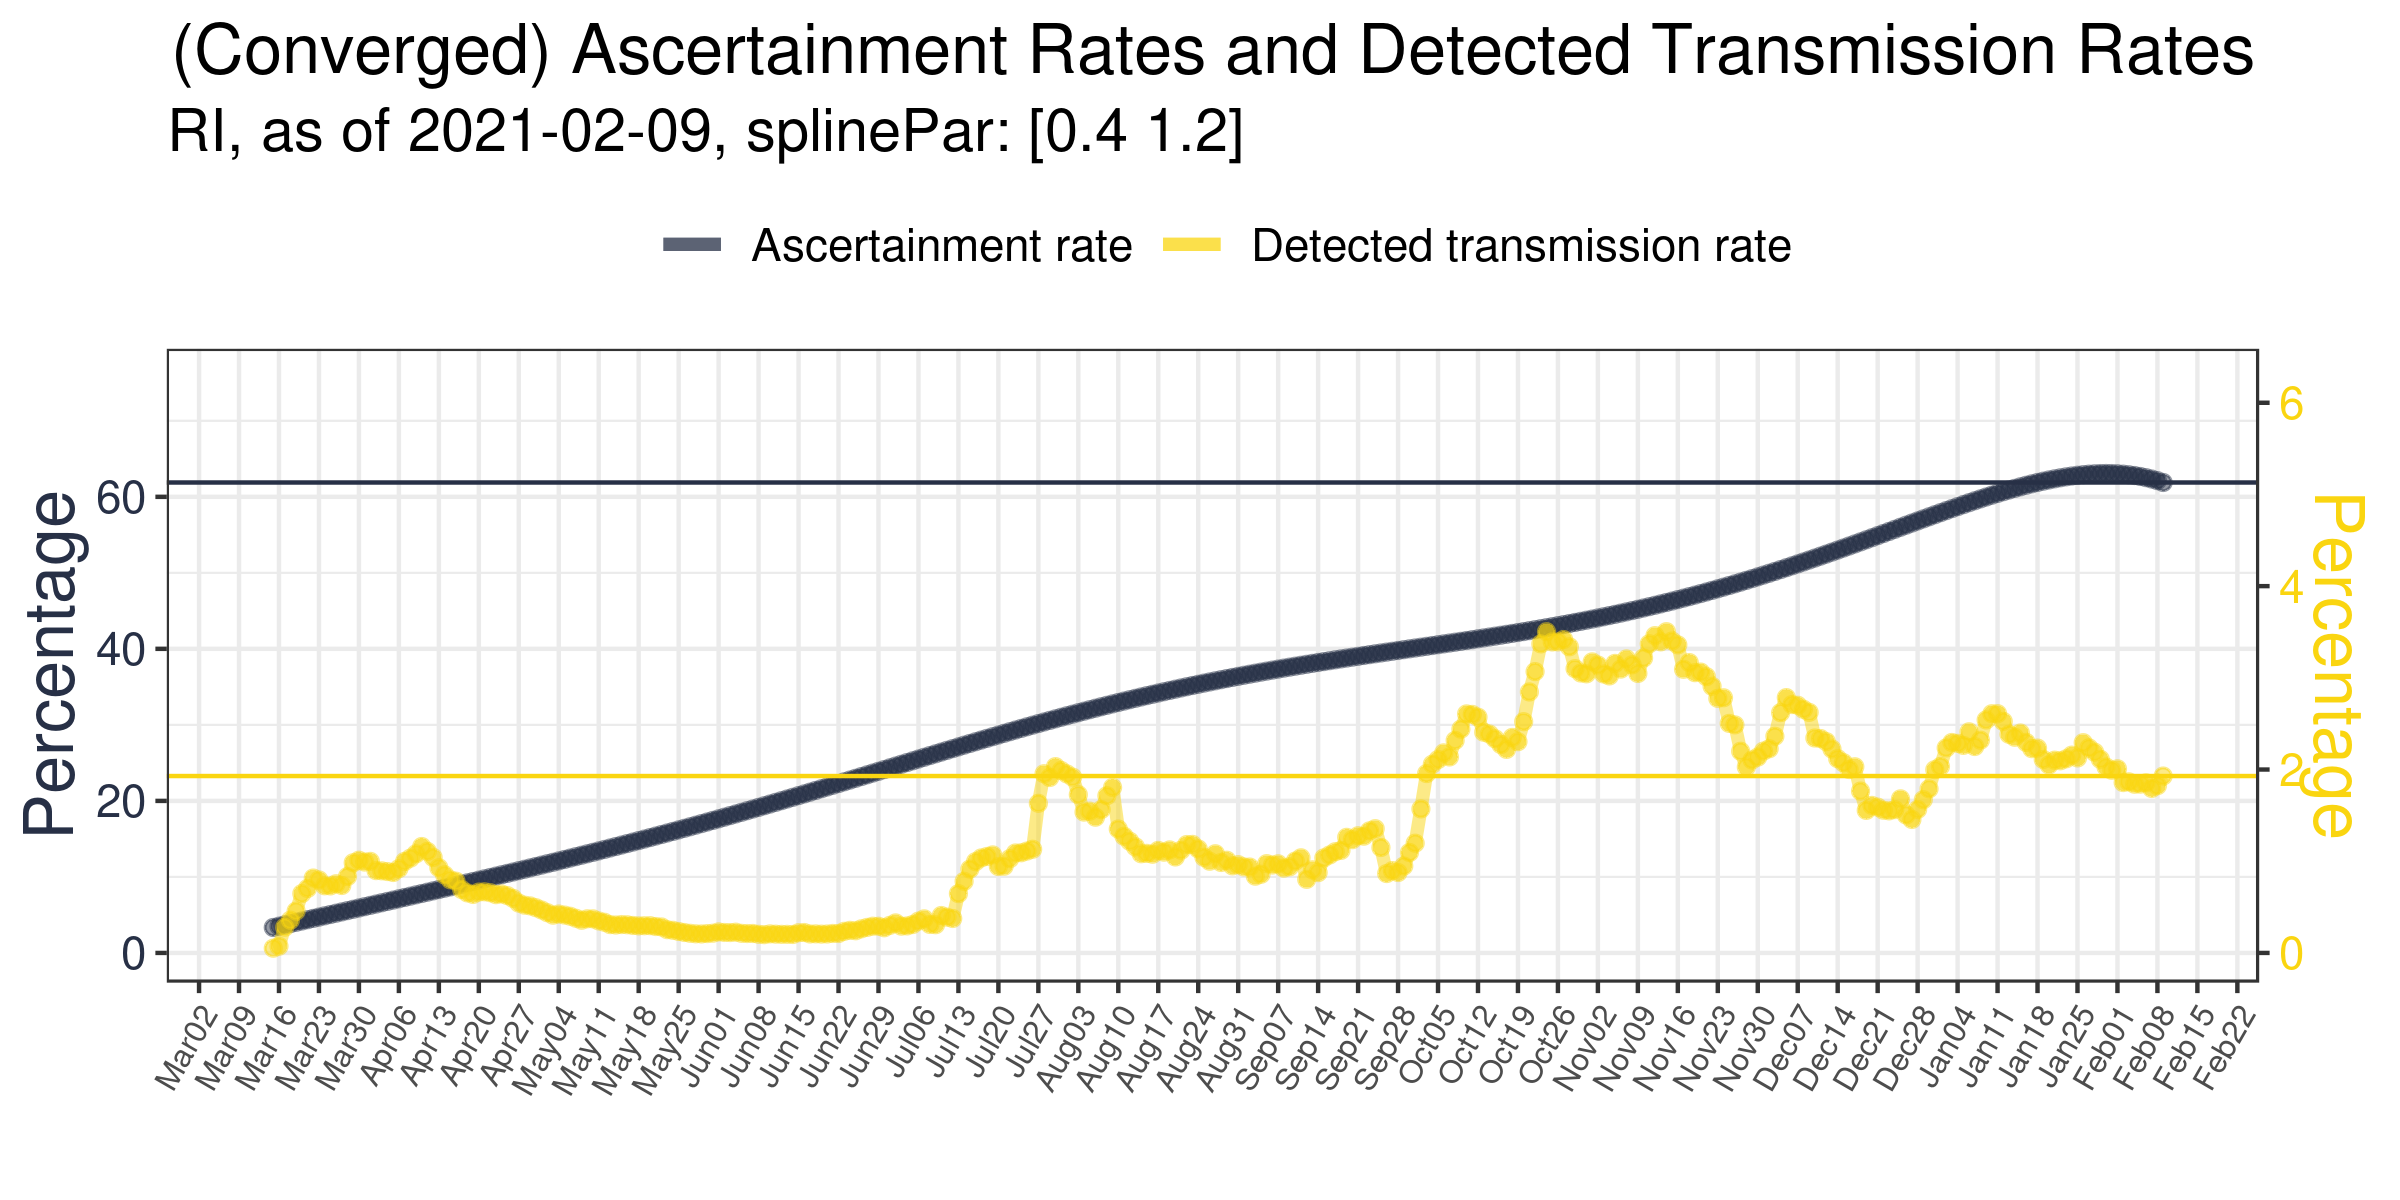 (Converged) Ascertainment Rates and Detected Transmission Rates
RI, as of 2021-02-09, splinePar: [0.4 1.2]
Ascertainment rate Detected transmission rate
Percentage
60
40
20
0
6
4
2
0
Percentage
Mar02 Mar09 Mar16 Mar23 Mar30 Apr06 Apr13 Apr20 Apr27 May04 May11 May18 May25 Jun01 Jun08 Jun15 Jun22 Jun29 Jul06 Jul13 Jul20 Jul27 Aug03 Aug10 Aug17 Aug24 Aug31 Sep07 Sep14 Sep21 Sep28 Oct05 Oct12 Oct19 Oct26 Nov02 Nov09 Nov16 Nov23 Nov30 Dec07 Dec14 Dec21 Dec28 Jan04 Jan11 Jan18 Jan25 Feb01 Feb08 Feb15 Feb22